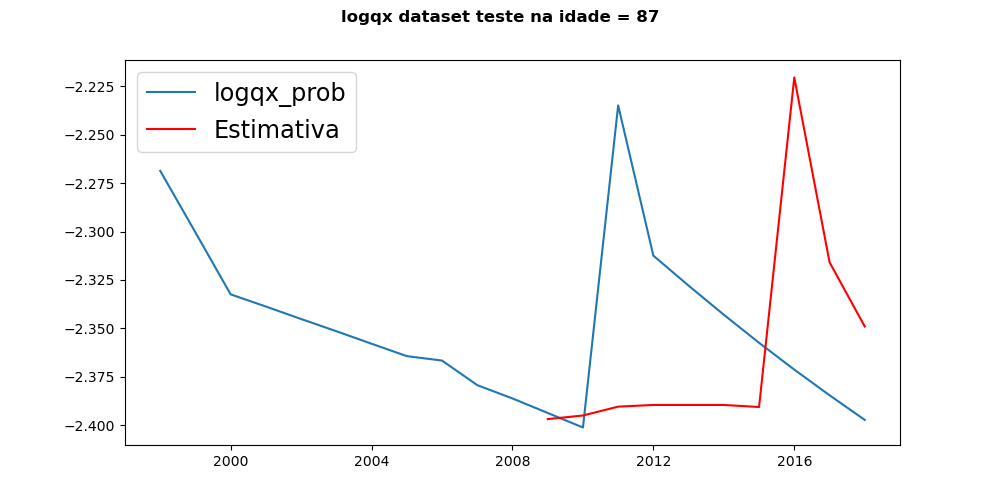 logqx dataset teste na idade = 87
logqx_prob
Estimativa
−2.225
−2.250
−2.275
−2.300
−2.325
−2.350
−2.375
−2.400
2000 2004 2008 2012 2016